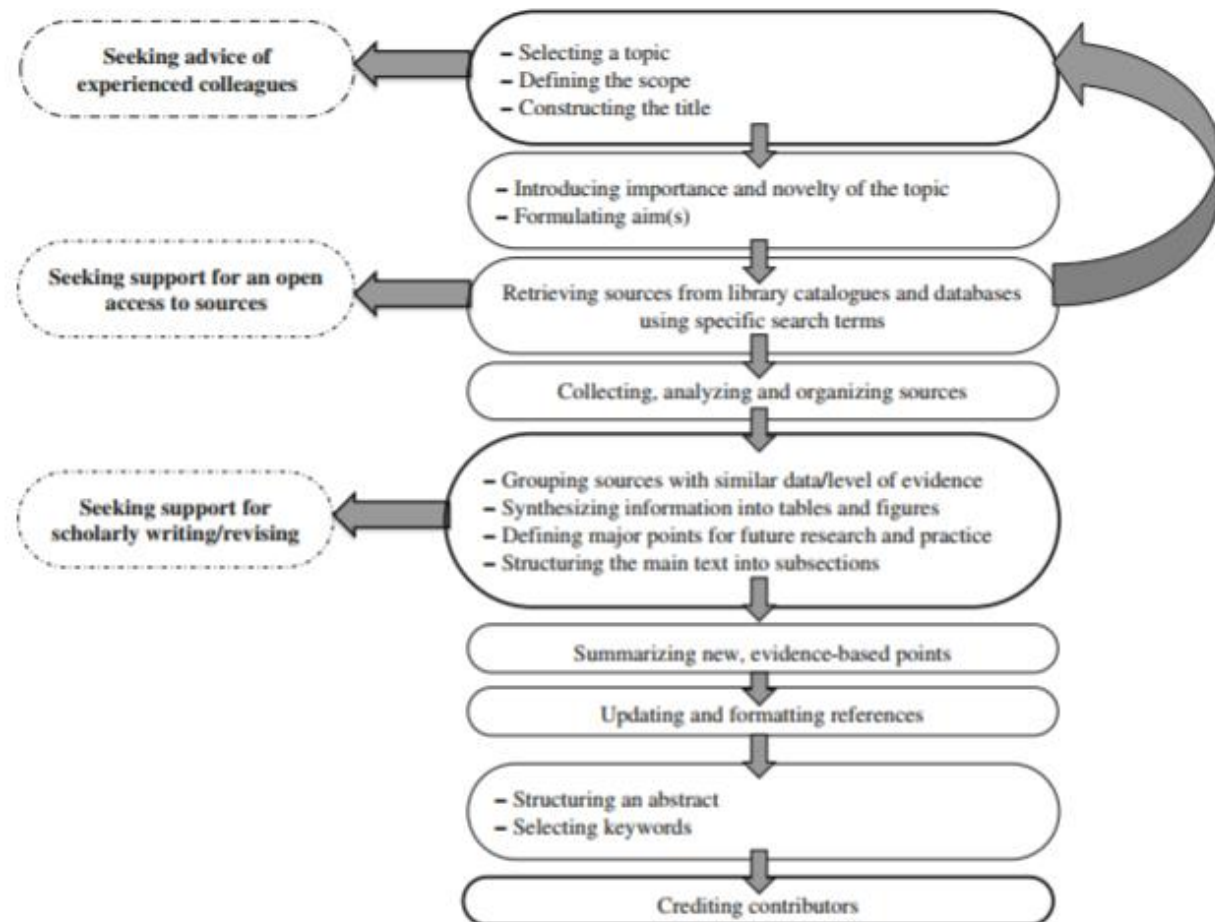 Seeking advice of
experienced colleagues
– Selecting a topic
– Defining the scope
– Constructing the title
– Introducing importance and novelty of the topic
– Formulating aim(s)
Seeking support for an open
access to sources
Retrieving sources from library catalogues and databases
using specific search terms
Collecting, analyzing and organizing sources
Seeking support for
scholarly writing/revising
– Grouping sources with similar data/level of evidence
– Synthesizing information into tables and figures
– Defining major points for future research and practice
– Structuring the main text into subsections
Summarizing new, evidence-based points
Updating and formatting references
– Structuring an abstract
– Selecting keywords
Crediting contributors